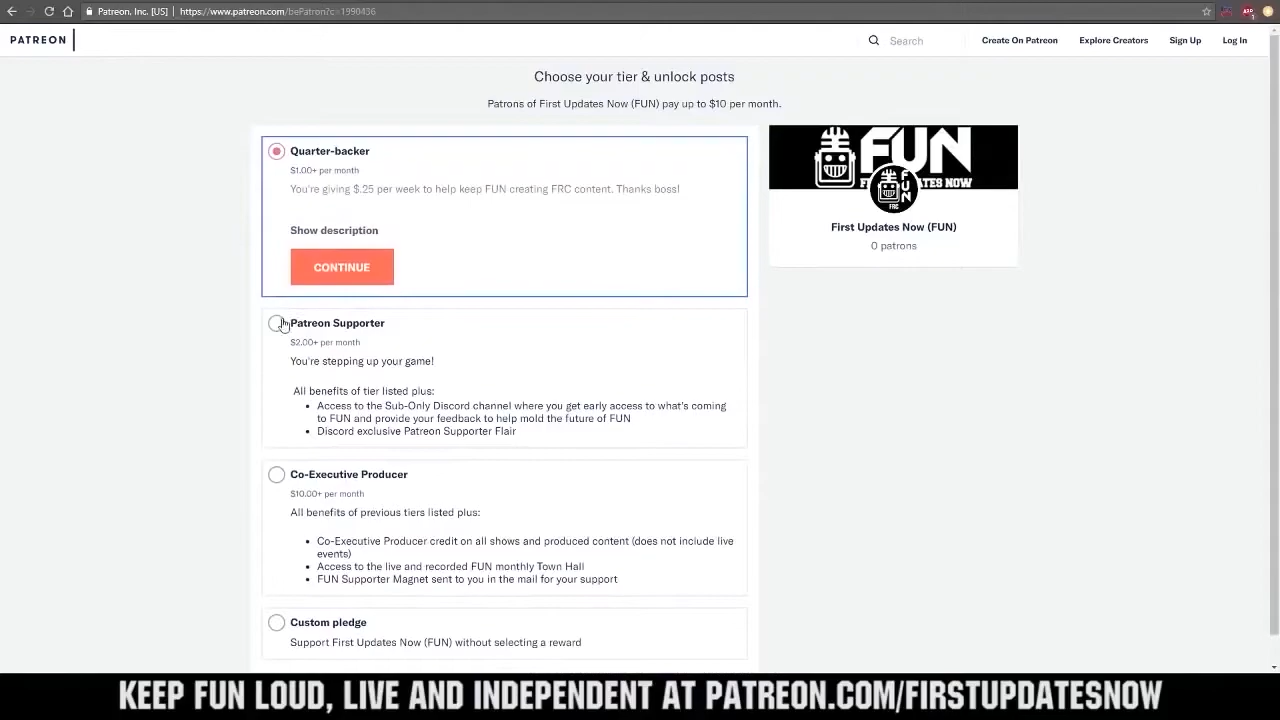 Patreon, Inc. [US] | https://www.patreon.com/bePatron?c=1990436
PATREON
Search
Create On Patreon
Explore Creators
Sign Up
Log In
Choose your tier & unlock posts
Patrons of First Updates Now (FUN) pay up to $10 per month.
Quarter-backer
$1.00+ per month
You're giving $.25 per week to help keep FUN creating FRC content. Thanks boss!
Show description
CONTINUE
FUN
FUN
FRC
First Updates Now (FUN)
0 patrons
Patreon Supporter
$2.00+ per month
You're stepping up your game!
All benefits of tier listed plus:
• Access to the Sub-Only Discord channel where you get early access to what's coming
to FUN and provide your feedback to help mold the future of FUN
• Discord exclusive Patreon Supporter Flair
Co-Executive Producer
$10.00+ per month
All benefits of previous tiers listed plus:
• Co-Executive Producer credit on all shows and produced content (does not include live
events)
• Access to the live and recorded FUN monthly Town Hall
• FUN Supporter Magnet sent to you in the mail for your support
Custom pledge
Support First Updates Now (FUN) without selecting a reward
KEEP FUN LOUD, LIVE AND INDEPENDENT AT PATREON.COM/FIRSTUPDATESNOW